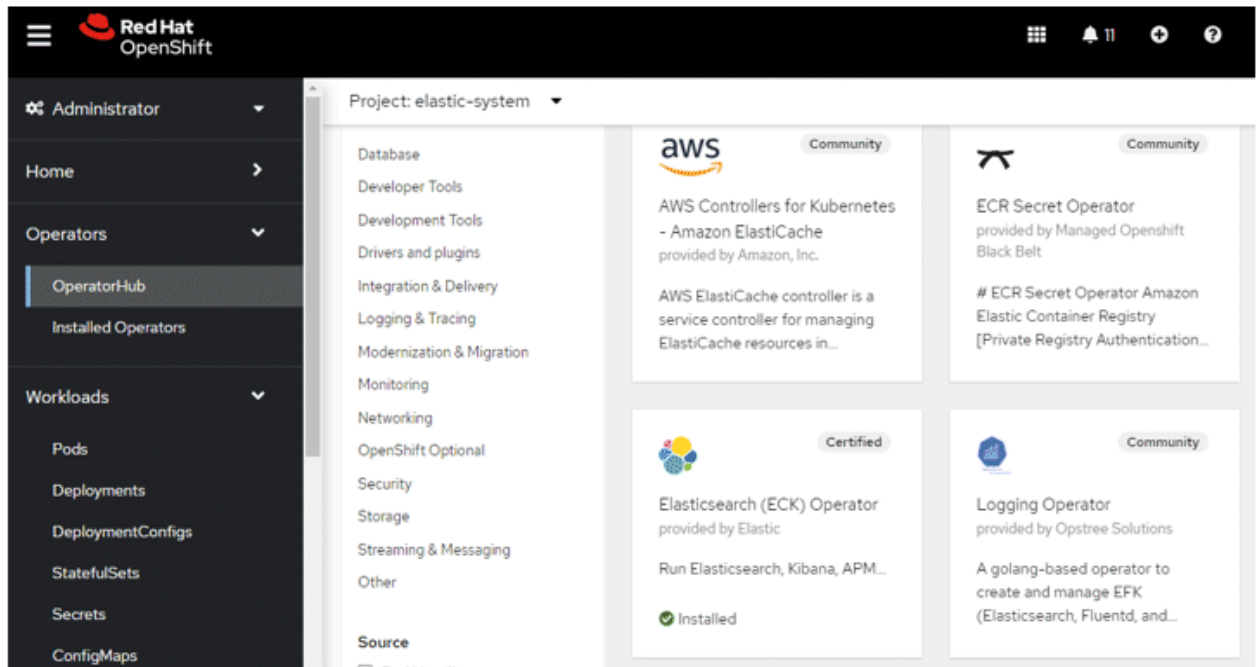 Red Hat
OpenShift
11
Administrator
Home
Operators
OperatorHub
Installed Operators
Workloads
Pods
Deployments
DeploymentConfigs
StatefulSets
Secrets
ConfigMaps
Project: elastic-system
Database
Developer Tools
Development Tools
Drivers and plugins
Integration & Delivery
Logging & Tracing
Modernization & Migration
Monitoring
Networking
OpenShift Optional
Security
Storage
Streaming & Messaging
Other
Source
aws
Community
AWS Controllers for Kubernetes
- Amazon ElastiCache
provided by Amazon, Inc.
AWS ElastiCache controller is a
service controller for managing
ElastiCache resources in...
Community
ECR Secret Operator
provided by Managed Openshift
Black Belt
# ECR Secret Operator Amazon
Elastic Container Registry
[Private Registry Authentication...
Certified
Elasticsearch (ECK) Operator
provided by Elastic
Run Elasticsearch, Kibana, APM...
Installed
Community
Logging Operator
provided by Opstree Solutions
A golang-based operator to
create and manage EFK
(Elasticsearch, Fluentd, and...